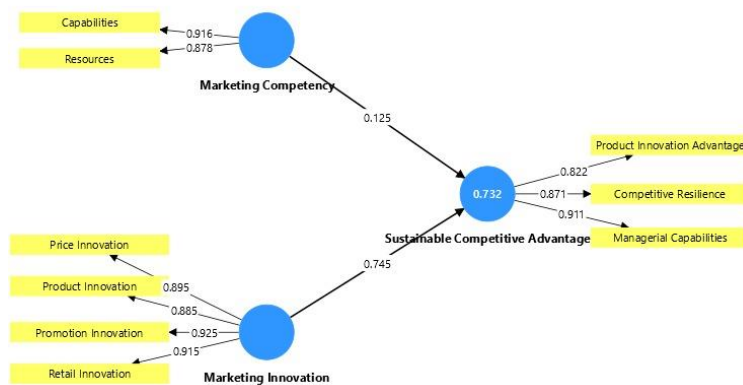 Capabilities
0.916
0.878
Resources
Marketing Competency
0.125
Product Innovation Advantage
0.822
0.732
0.871
Competitive Resilience
0.911
Sustainable Competitive Advantage
Managerial Capabilities
Price Innovation
0.745
0.895
Product Innovation
0.885
Promotion Innovation
0.925
0.915
Retail Innovation
Marketing Innovation